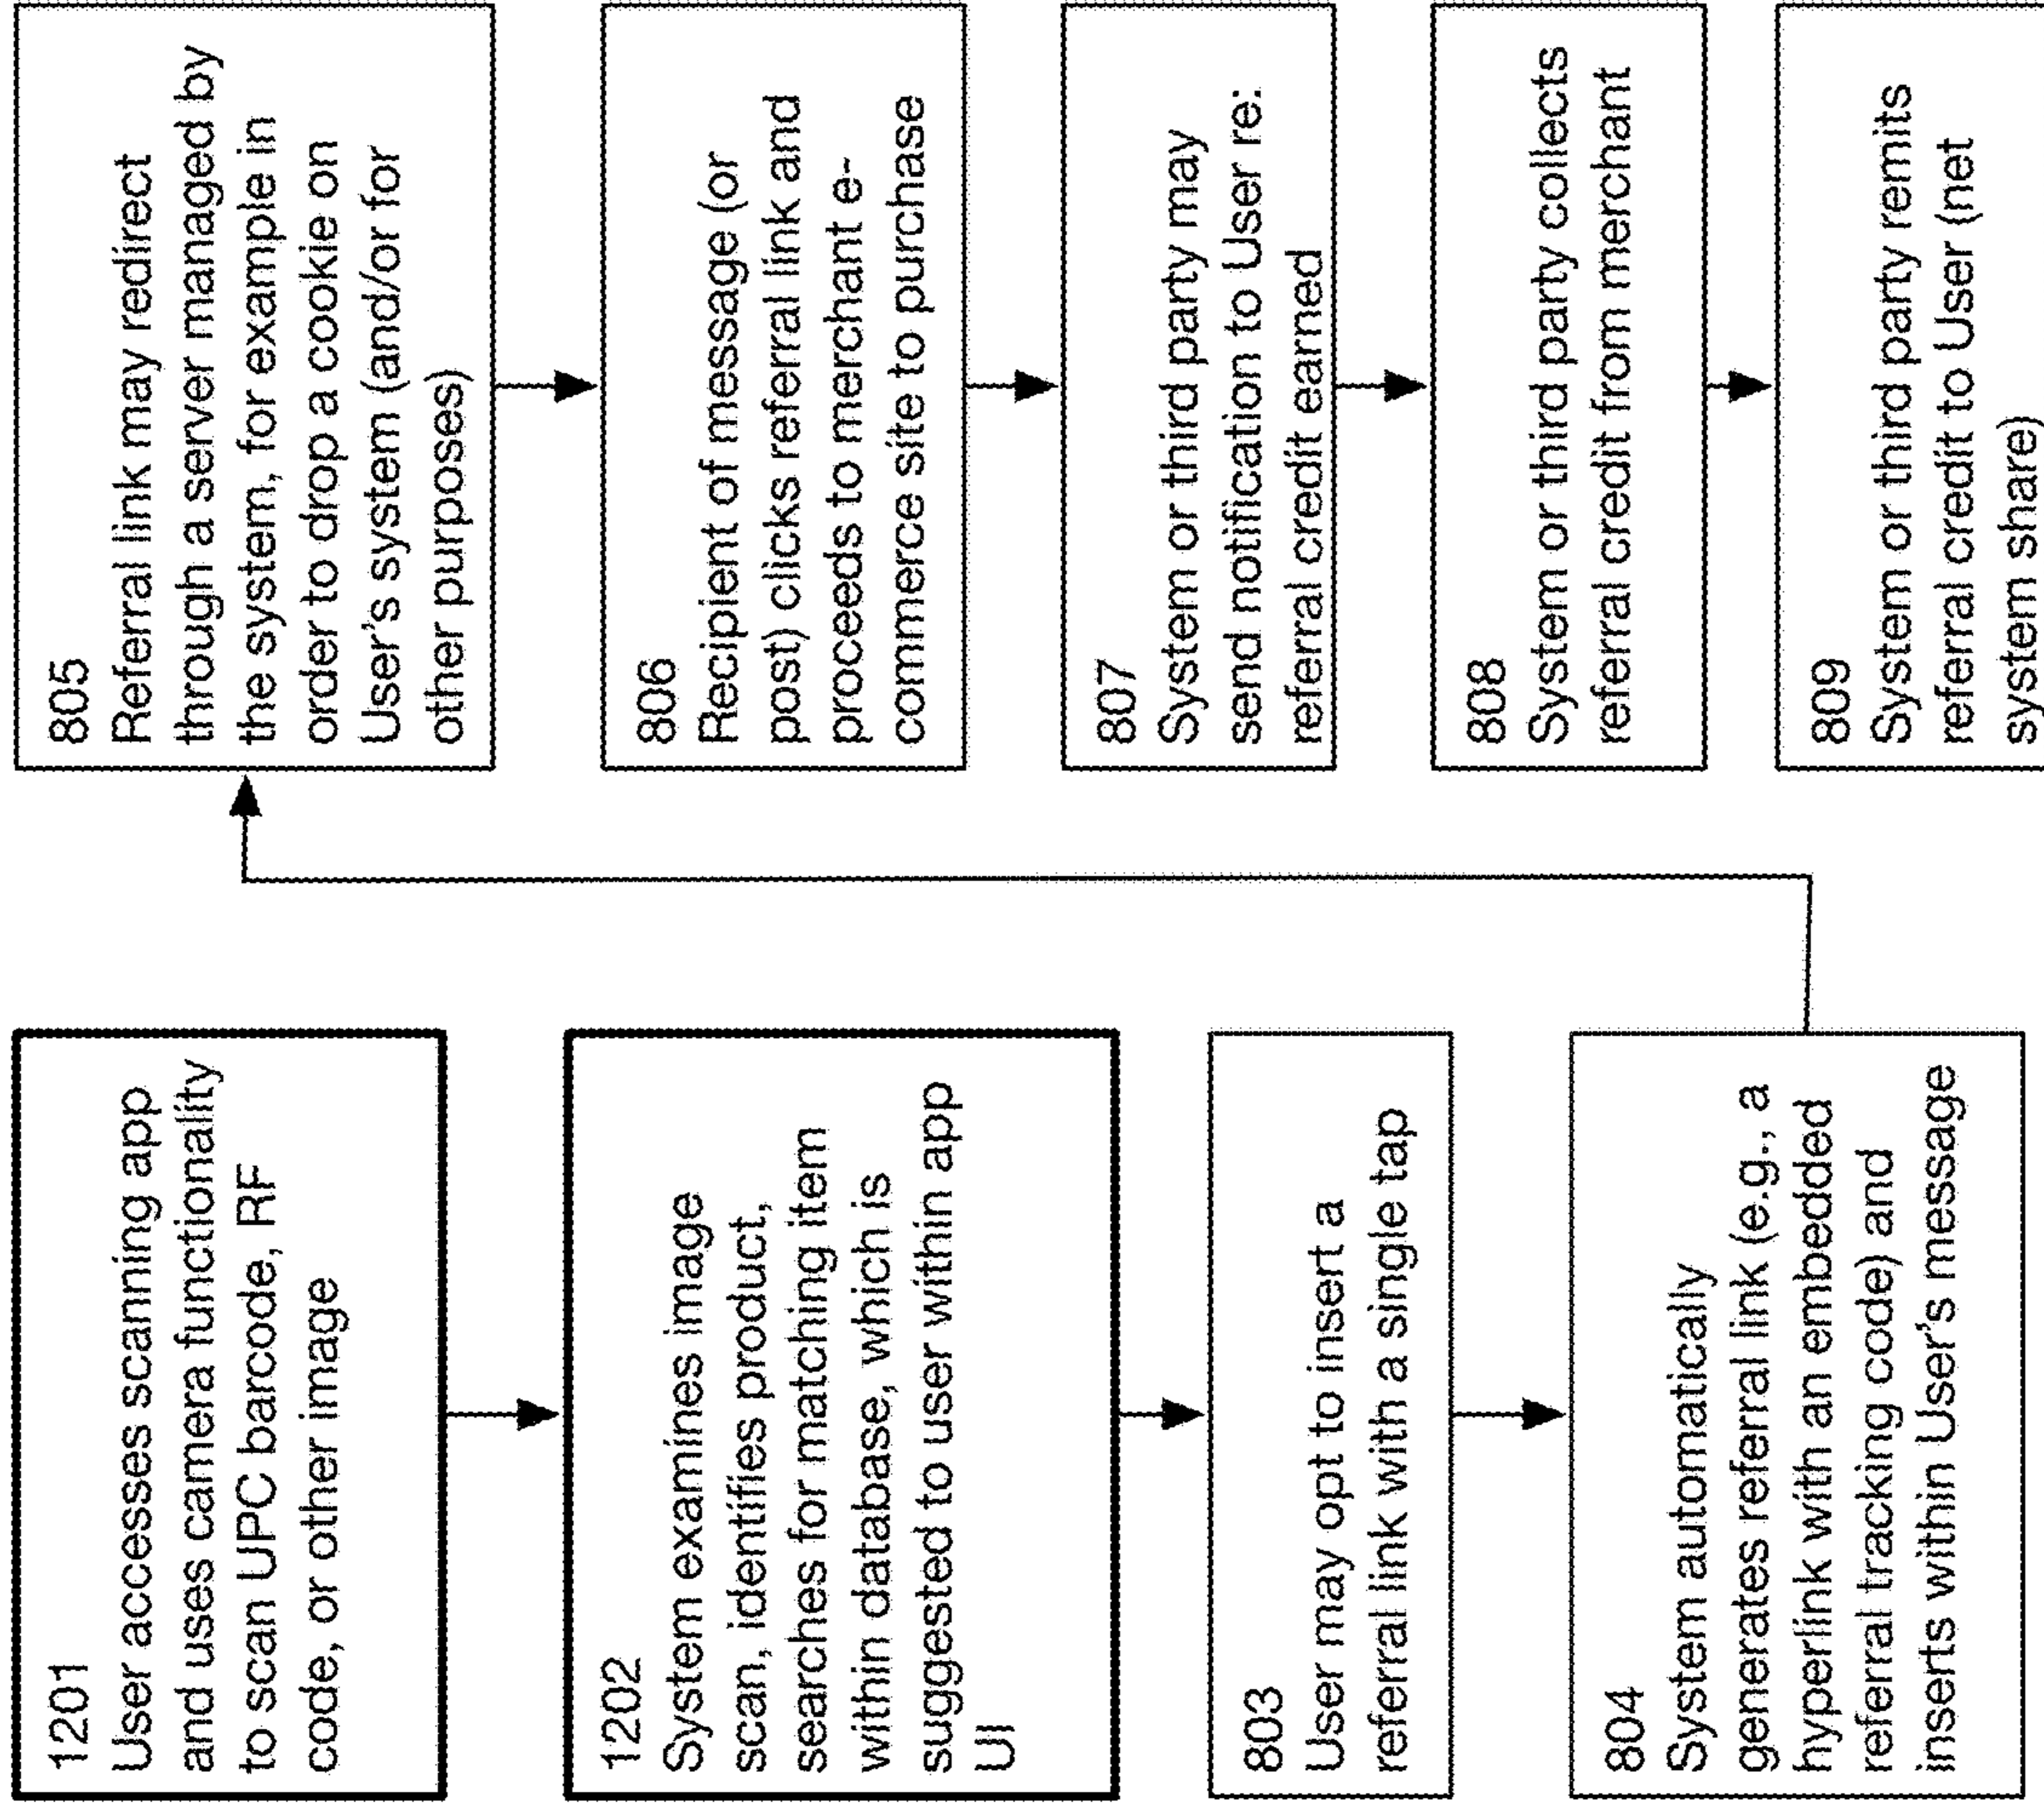 1201
User accesses scanning app
and uses camera functionality
to scan UPC barcode, RF
code, or other image
1202
System examines image
scan, identifies product,
searches for matching item
within database, which is
suggested to user within app
UI
803
User may opt to insert a
referral link with a single tap
804
System automatically
generates referral link (e.g., a
hyperlink with an embedded
referral tracking code) and
inserts within User's message
805
Referral link may redirect
through a server managed by
the system, for example in
order to drop a cookie on
User's system (and/or for
other purposes)
806
Recipient of message (or
post) clicks referral link and
proceeds to merchant e-
commerce site to purchase
807
System or third party may
send notification to User re:
referral credit earned
808
System or third party collects
referral credit from merchant
809
System or third party remits
referral credit to User (net
system share)